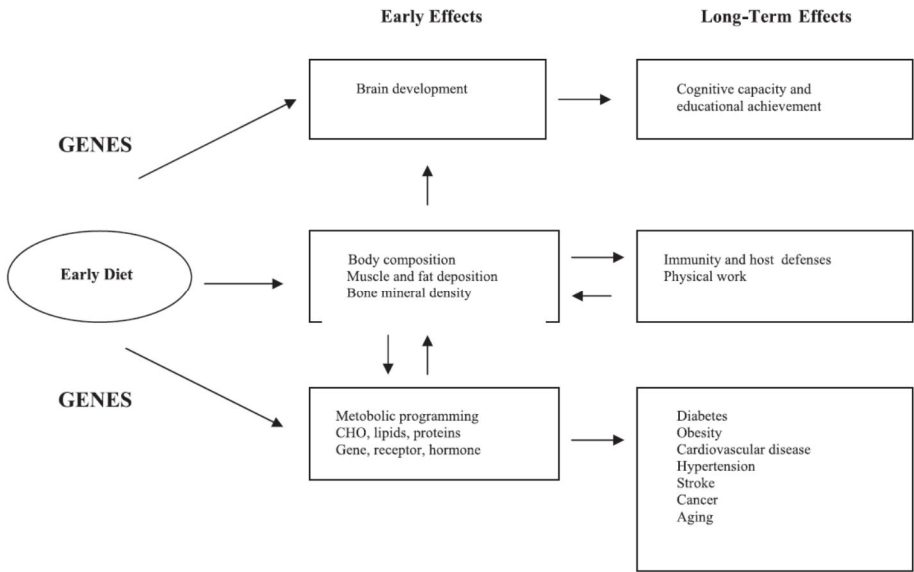 Early Effects
Long-Term Effects
Brain development
Cognitive capacity and
educational achievement
GENES
Early Diet
Body composition
Muscle and fat deposition
Bone mineral density
Immunity and host defenses
Physical work
GENES
Metabolic programming
CHO, lipids, proteins
Gene, receptor, hormone
Diabetes
Obesity
Cardiovascular disease
Hypertension
Stroke
Cancer
Aging